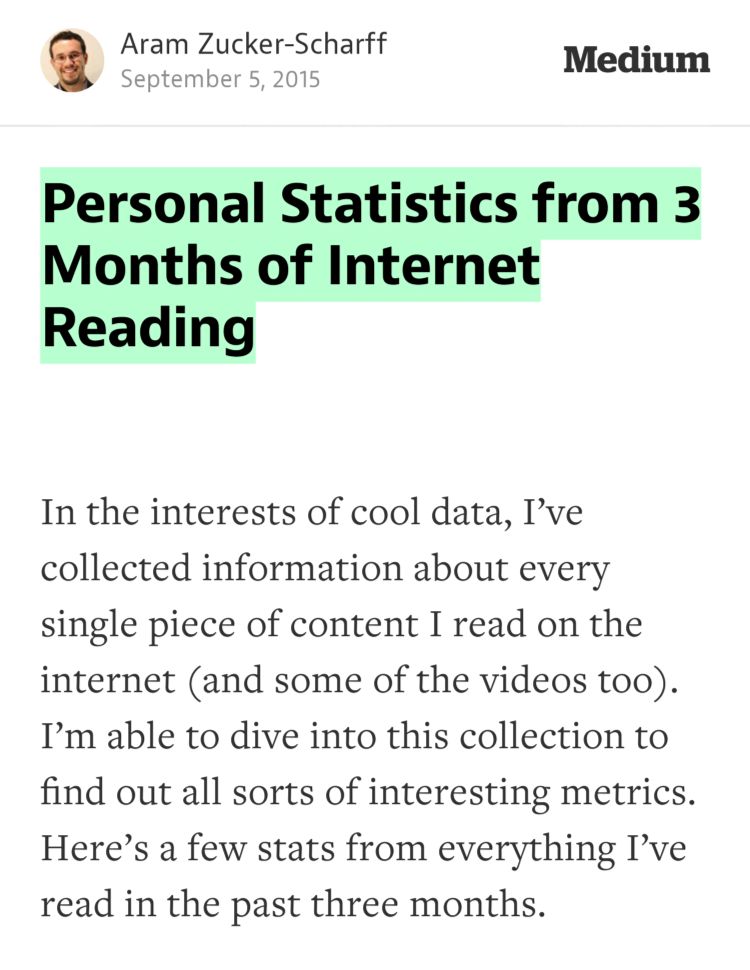 Aram Zucker-Scharff
September 5, 2015
Medium
Personal Statistics from 3
Months of Internet
Reading
In the interests of cool data, I’ve
collected information about every
single piece of content I read on the
internet (and some of the videos too).
I’m able to dive into this collection to
find out all sorts of interesting metrics.
Here’s a few stats from everything I’ve
read in the past three months.